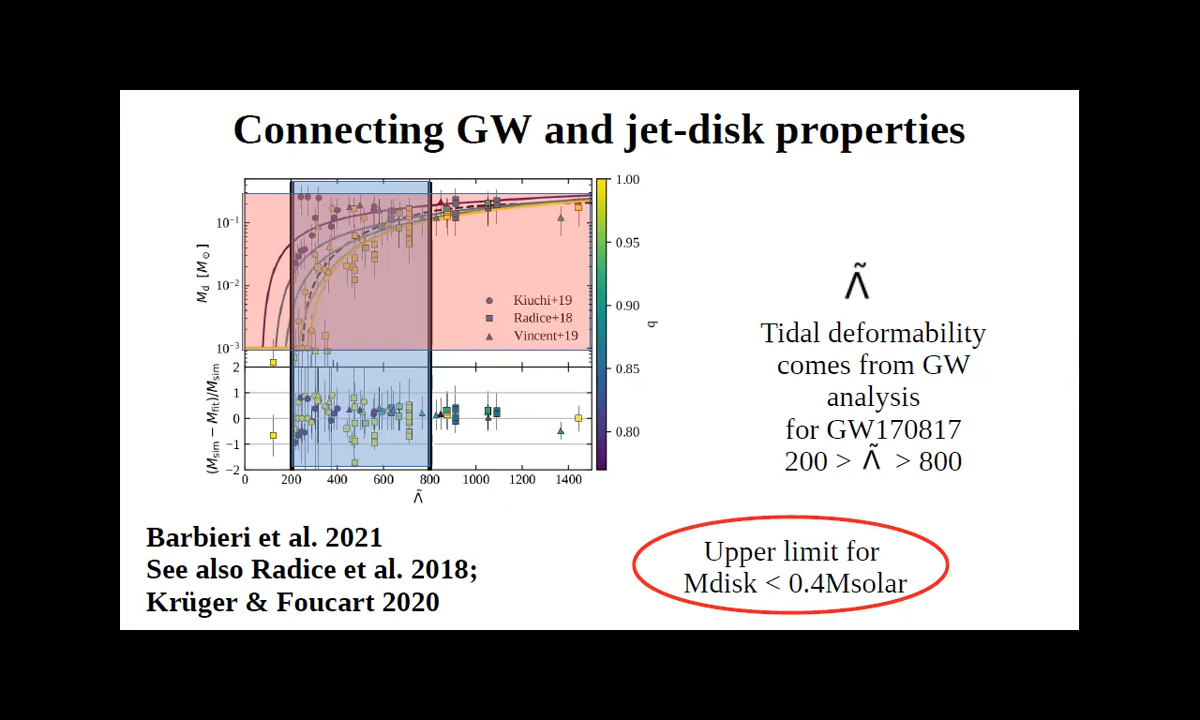 Connecting GW and jet-disk properties
10⁻¹
10⁻²
10⁻³
M_d [M_⊙]
Kiuchi+19
Radice+18
Vincent+19
2
1
0
−1
−2
(M_sim − M_fit)/M_sim
0 200 400 600 800 1000 1200 1400
Λ̃
1.00
0.95
0.90
0.85
0.80
q
Λ̃
Tidal deformability
comes from GW
analysis
for GW170817
200 > Λ̃ > 800
Barbieri et al. 2021
See also Radice et al. 2018;
Krüger & Foucart 2020
Upper limit for
Mdisk < 0.4Msolar